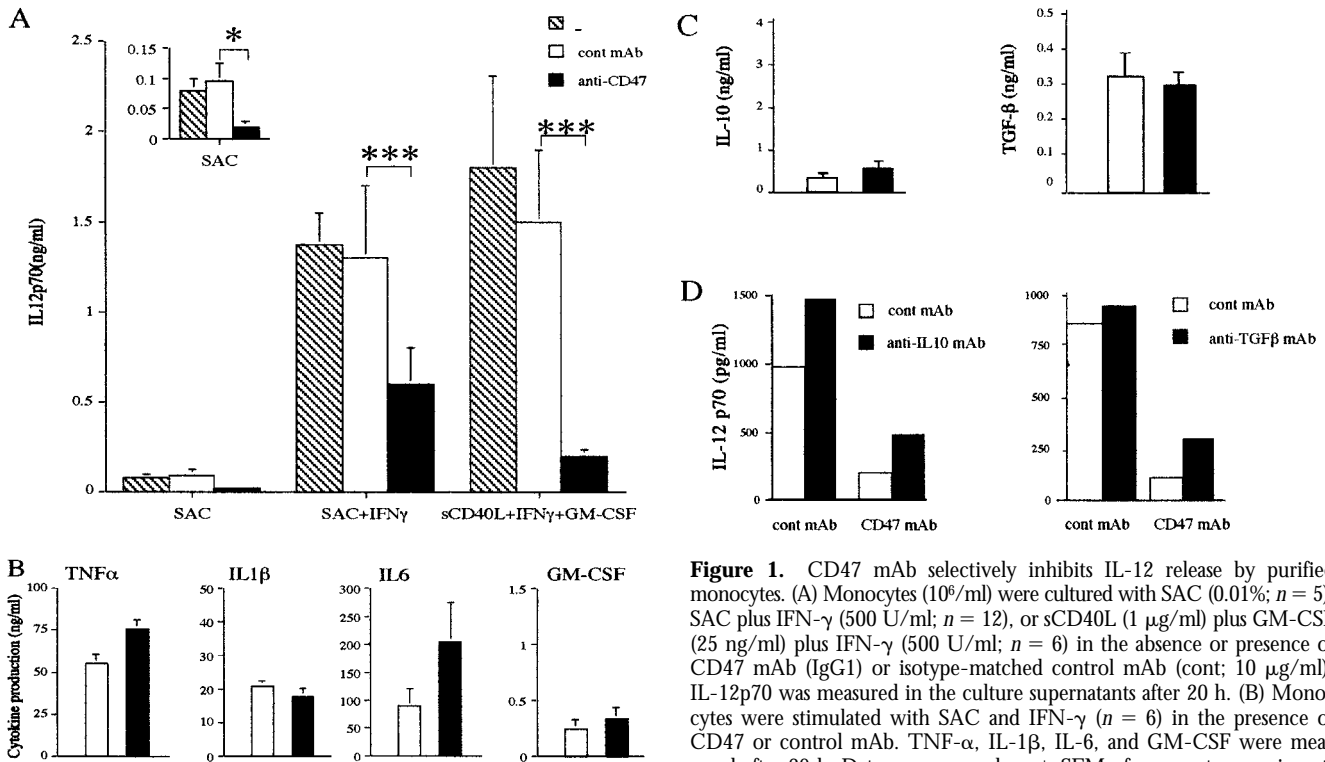 A
2.5
2
1.5
1
0.5
0
IL12p70(ng/ml)
0.15
0.1
0.05
0
*
SAC
-
cont mAb
anti-CD47
***
***
SAC
SAC+IFNγ
sCD40L+IFNγ+GM-CSF
B
TNFα
IL1β
IL6
GM-CSF
Cytokine production (ng/ml)
100
75
50
25
0
50
40
30
20
10
0
300
250
200
150
100
50
0
1.5
1
0.5
0
C
IL-10 (ng/ml)
4
3
2
1
0
TGF-β (ng/ml)
0.5
0.4
0.3
0.2
0.1
0
D
IL-12 p70 (pg/ml)
1500
1000
500
0
cont mAb
anti-IL10 mAb
cont mAb
CD47 mAb
1000
750
500
250
0
cont mAb
anti-TGFβ mAb
cont mAb
CD47 mAb
Figure 1. CD47 mAb selectively inhibits IL-12 release by purified
monocytes. (A) Monocytes (10⁶/ml) were cultured with SAC (0.01%; n = 5)
SAC plus IFN-γ (500 U/ml; n = 12), or sCD40L (1 μg/ml) plus GM-CSF
(25 ng/ml) plus IFN-γ (500 U/ml; n = 6) in the absence or presence o
CD47 mAb (IgG1) or isotype-matched control mAb (cont; 10 μg/ml)
IL-12p70 was measured in the culture supernatants after 20 h. (B) Mono
cytes were stimulated with SAC and IFN-γ (n = 6) in the presence o
CD47 or control mAb. TNF-α, IL-1β, IL-6, and GM-CSF were mea